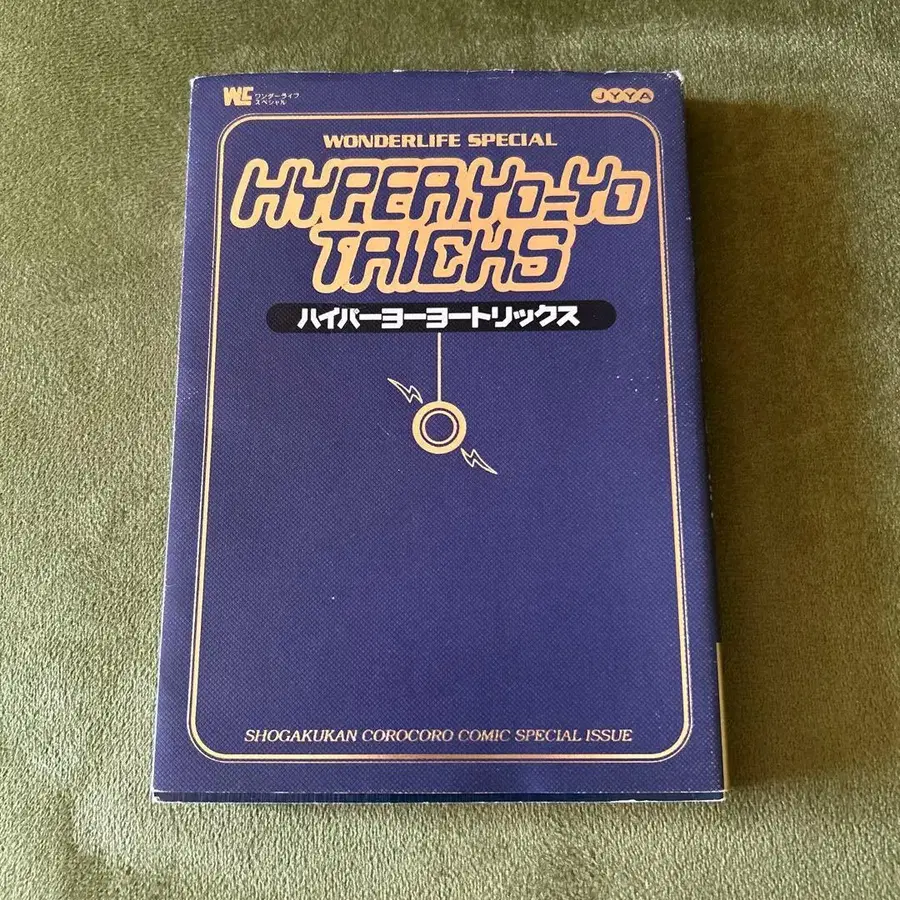 WLC ワンダーライフ
スペシャル
JYYA
WONDERLIFE SPECIAL
HYPER YO-YO
TRICKS
ハイパーヨーヨートリックス
SHOGAKUKAN COROCORO COMIC SPECIAL ISSUE